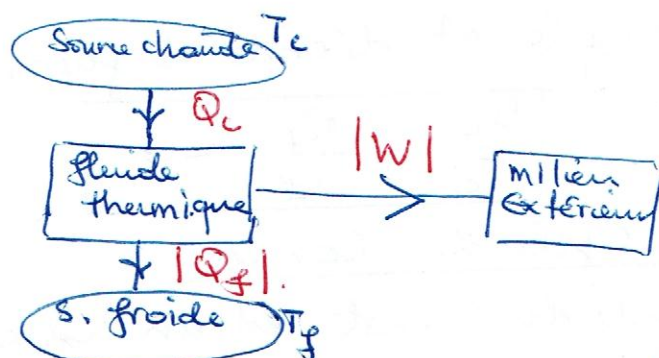 Source chaude Tc
Qc
fluide
thermique
|W|
milieu
extérieur
|Qf|.
S. froide Tf